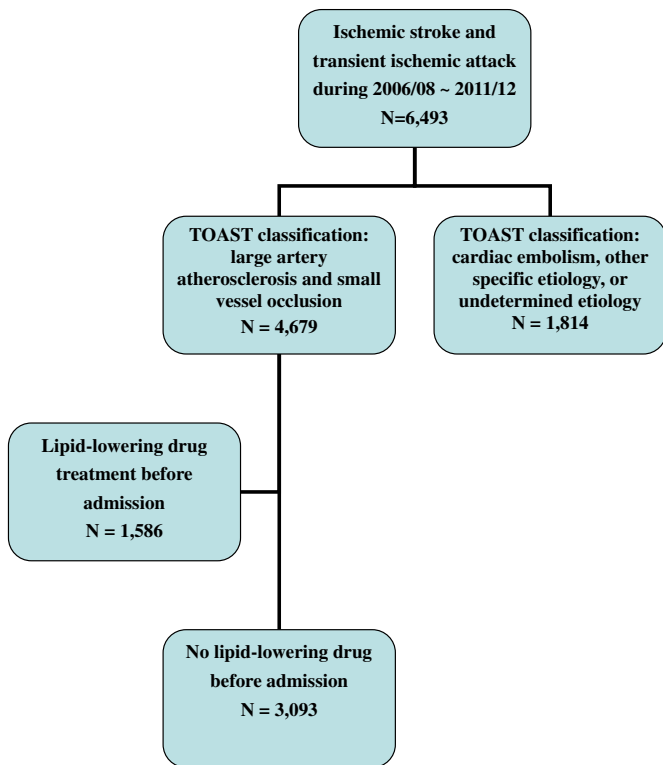 Ischemic stroke and
transient ischemic attack
during 2006/08 ~ 2011/12
N=6,493
TOAST classification:
large artery
atherosclerosis and small
vessel occlusion
N = 4,679
TOAST classification:
cardiac embolism, other
specific etiology, or
undetermined etiology
N = 1,814
Lipid-lowering drug
treatment before
admission
N = 1,586
No lipid-lowering drug
before admission
N = 3,093